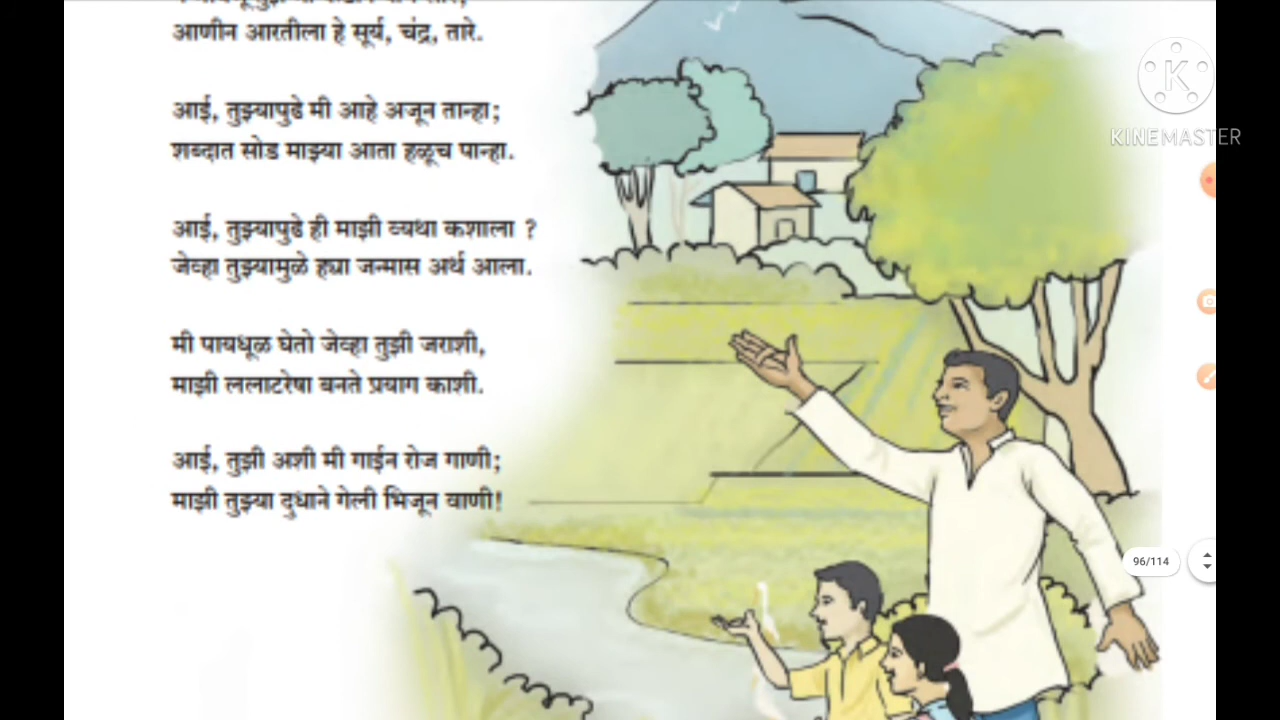 आणीन आरतीला हे सूर्य, चंद्र, तारे.
आई, तुझ्यापुढे मी आहे अजून तान्हा;
शब्दात सोड माझ्या आता हळूच पान्हा.
आई, तुझ्यापुढे ही माझी व्यथा कशाला ?
जेव्हा तुझ्यामुळे ह्या जन्मास अर्थ आला.
मी पायधूळ घेतो जेव्हा तुझी जराशी,
माझी ललाटरेषा बनते प्रयाग काशी.
आई, तुझी अशी मी गाईन रोज गाणी;
माझी तुझ्या दुधाने गेली भिजून वाणी!
K
KINEMASTER
96/114